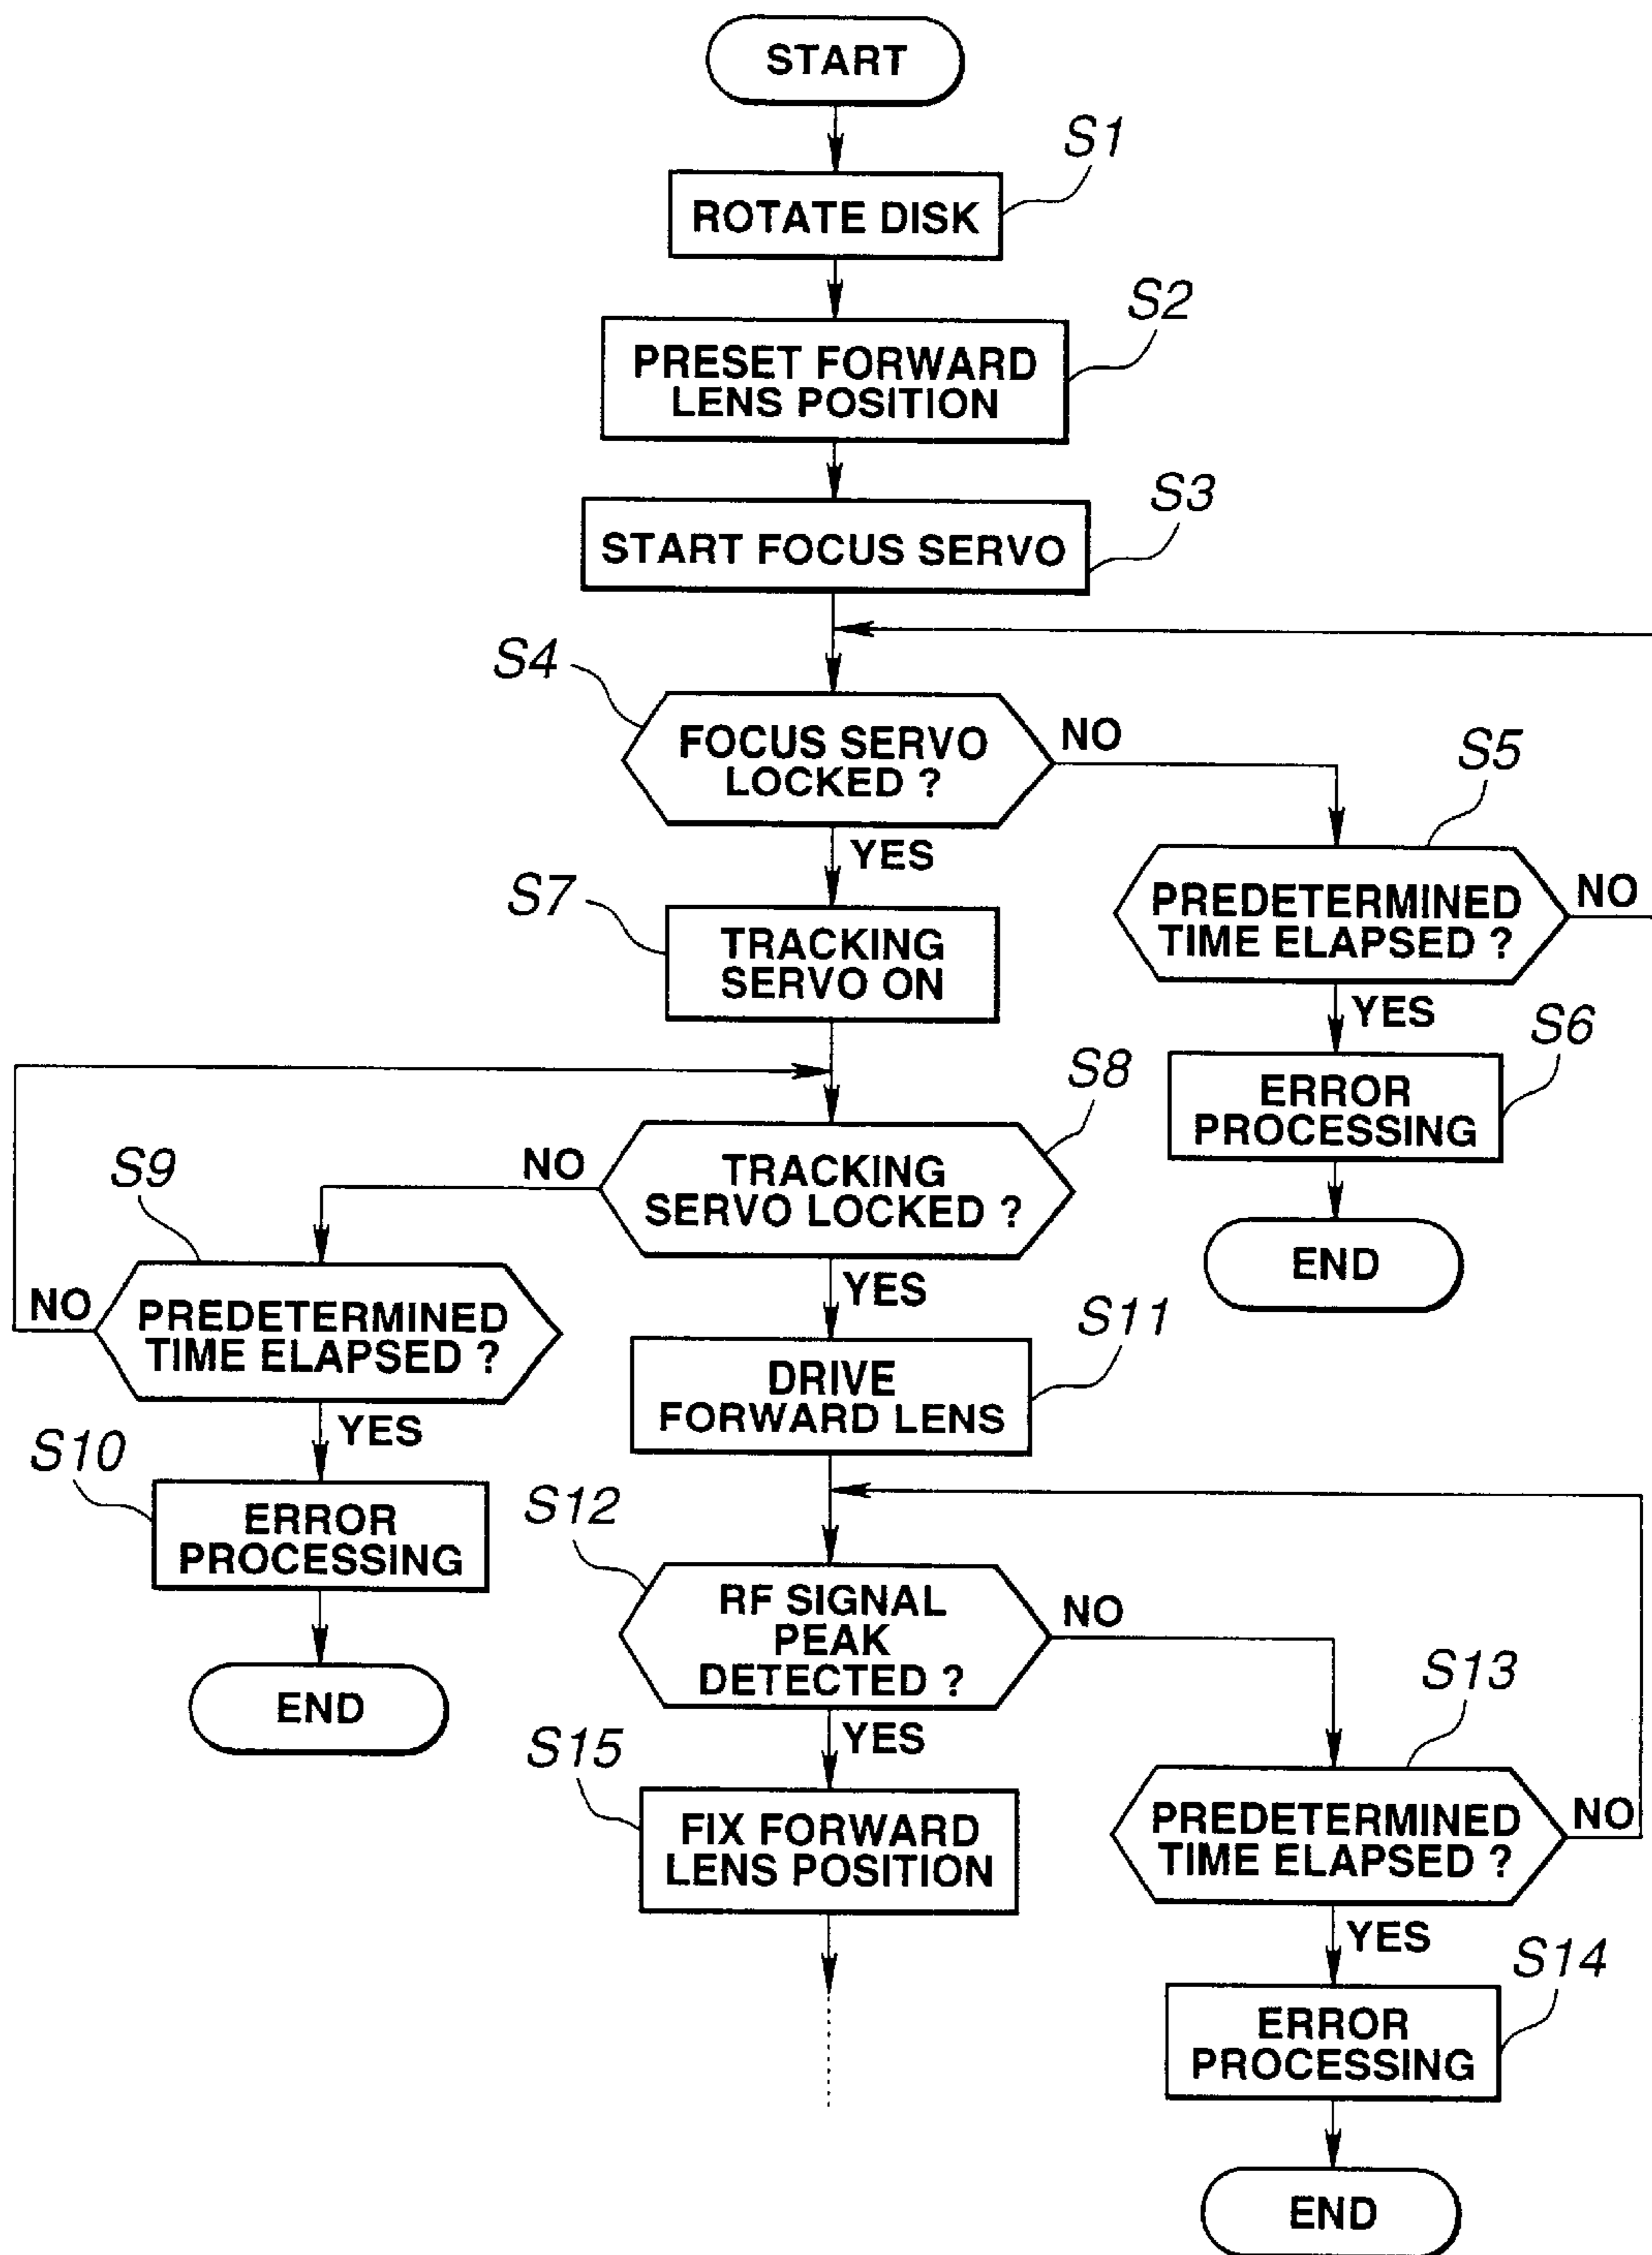 START
S1
ROTATE DISK
S2
PRESET FORWARD
LENS POSITION
S3
START FOCUS SERVO
S4
FOCUS SERVO
LOCKED ?
NO
S5
YES
PREDETERMINED
TIME ELAPSED ?
NO
S7
TRACKING
SERVO ON
YES
S6
ERROR
PROCESSING
END
S8
TRACKING
SERVO LOCKED ?
NO
S9
PREDETERMINED
TIME ELAPSED ?
NO
YES
S10
ERROR
PROCESSING
END
YES
S11
DRIVE
FORWARD LENS
S12
RF SIGNAL
PEAK
DETECTED ?
NO
S13
PREDETERMINED
TIME ELAPSED ?
NO
YES
S15
FIX FORWARD
LENS POSITION
YES
S14
ERROR
PROCESSING
END